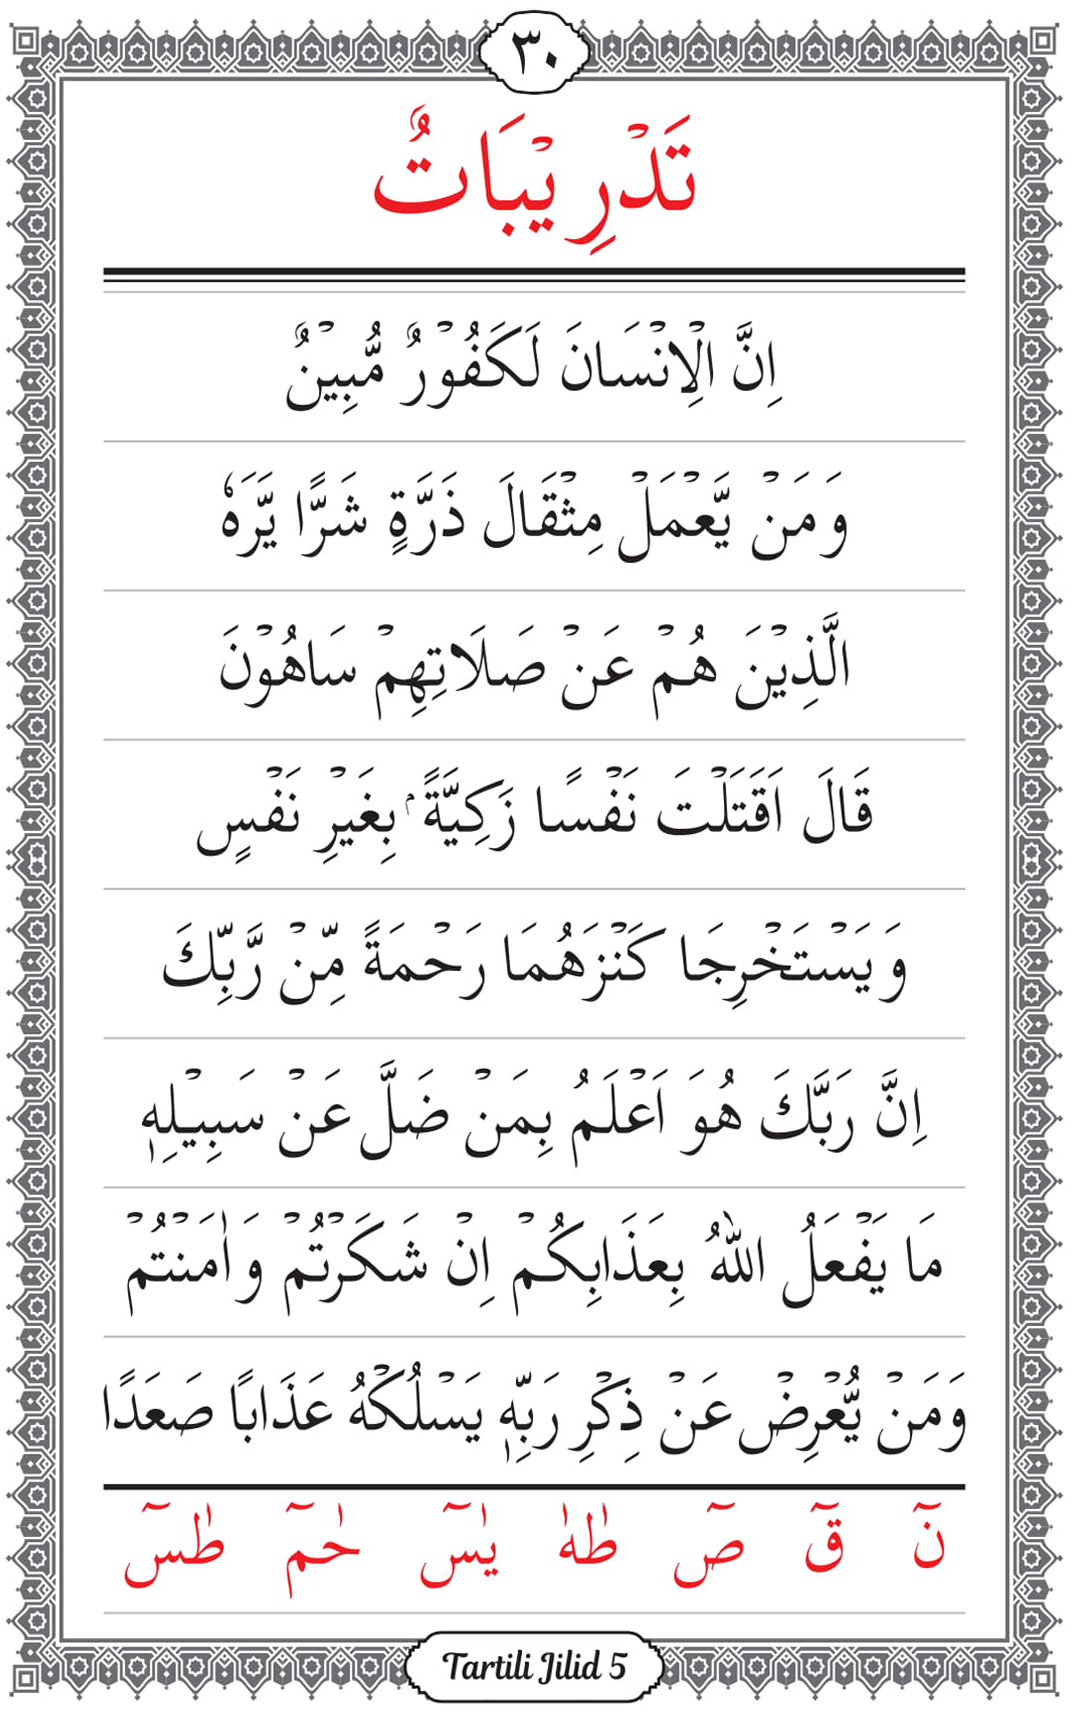 ٣٠
تَدْرِيْبَاتٌ
اِنَّ الْاِنْسَانَ لَكَفُوْرٌ مُّبِيْنٌ
وَمَنْ يَّعْمَلْ مِثْقَالَ ذَرَّةٍ شَرًّا يَّرَهٗ
الَّذِيْنَ هُمْ عَنْ صَلَاتِهِمْ سَاهُوْنَ
قَالَ اَقَتَلْتَ نَفْسًا زَكِيَّةً ۢ بِغَيْرِ نَفْسٍ
وَيَسْتَخْرِجَا كَنْزَهُمَا رَحْمَةً مِّنْ رَّبِّكَ
اِنَّ رَبَّكَ هُوَ اَعْلَمُ بِمَنْ ضَلَّ عَنْ سَبِيْلِهٖ
مَا يَفْعَلُ اللّٰهُ بِعَذَابِكُمْ اِنْ شَكَرْتُمْ وَاٰمَنْتُمْ
وَمَنْ يُّعْرِضْ عَنْ ذِكْرِ رَبِّهٖ يَسْلُكْهُ عَذَابًا صَعَدًا
نٓ قٓ صٓ طٰهٰ يٰسٓ حٰمٓ طٰسٓ
Tartili Jilid 5